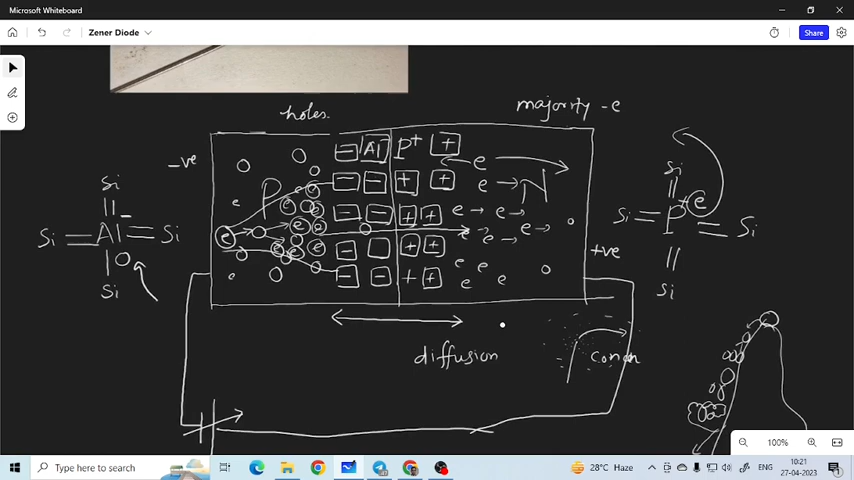 Microsoft Whiteboard
Zener Diode
Share
holes
majority -e
-ve
P
- Al P+ +
e
- - + + e → N
Si
Al
Si
Si
Si
Si
P+ e
Si
Si
Si
- - + + e → e →
e e e e →
- - + + e e
- - + + e e
+ve
diffusion
concn
100%
Type here to search
28°C Haze
ENG
10:21
27-04-2023